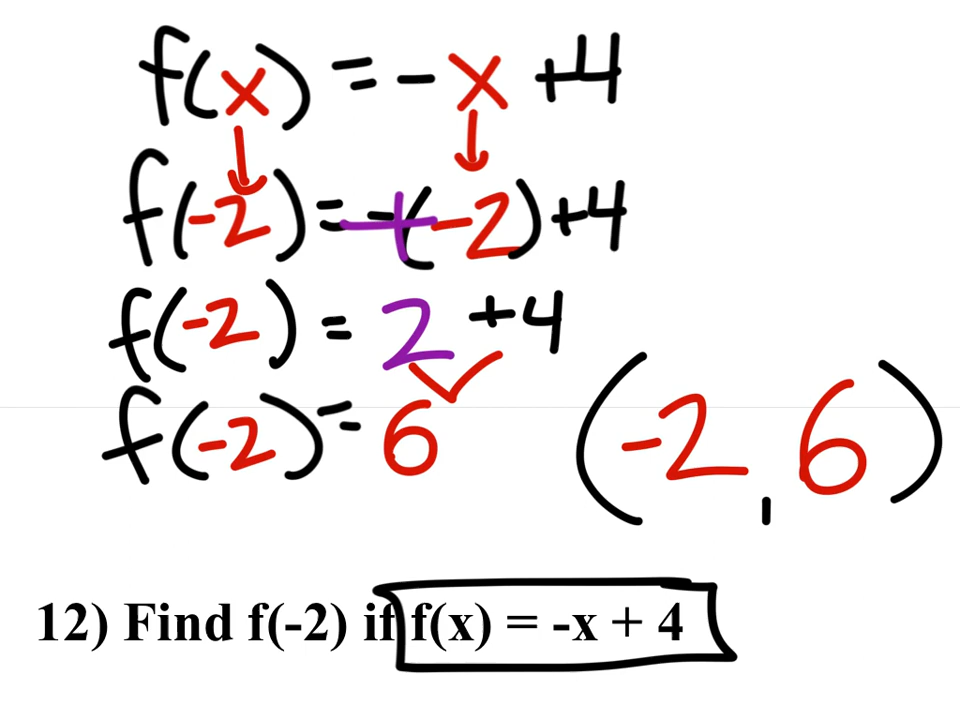 f(x) = -x +4
f(-2) = -(-2) +4
f(-2) = 2 +4
f(-2) = 6
(-2, 6)
12) Find f(-2) if f(x) = -x + 4